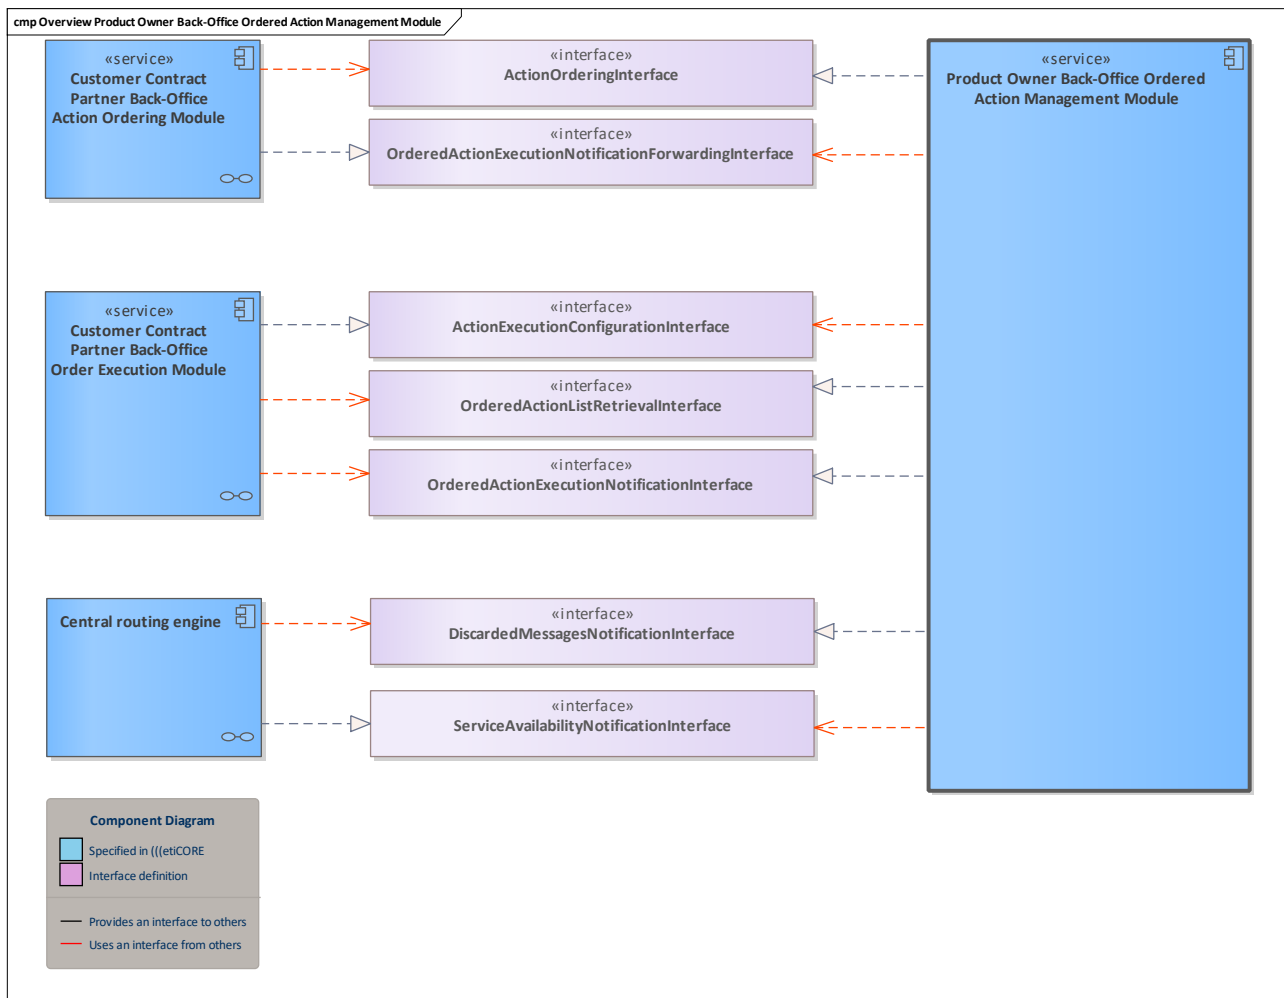 cmp Overview Product Owner Back-Office Ordered Action Management Module
«service»
Customer Contract
Partner Back-Office
Action Ordering Module
«interface»
ActionOrderingInterface
«interface»
OrderedActionExecutionNotificationForwardingInterface
«service»
Product Owner Back-Office Ordered
Action Management Module
«service»
Customer Contract
Partner Back-Office
Order Execution Module
«interface»
ActionExecutionConfigurationInterface
«interface»
OrderedActionListRetrievalInterface
«interface»
OrderedActionExecutionNotificationInterface
Central routing engine
«interface»
DiscardedMessagesNotificationInterface
«interface»
ServiceAvailabilityNotificationInterface
Component Diagram
Specified in (((etiCORE
Interface definition
Provides an interface to others
Uses an interface from others